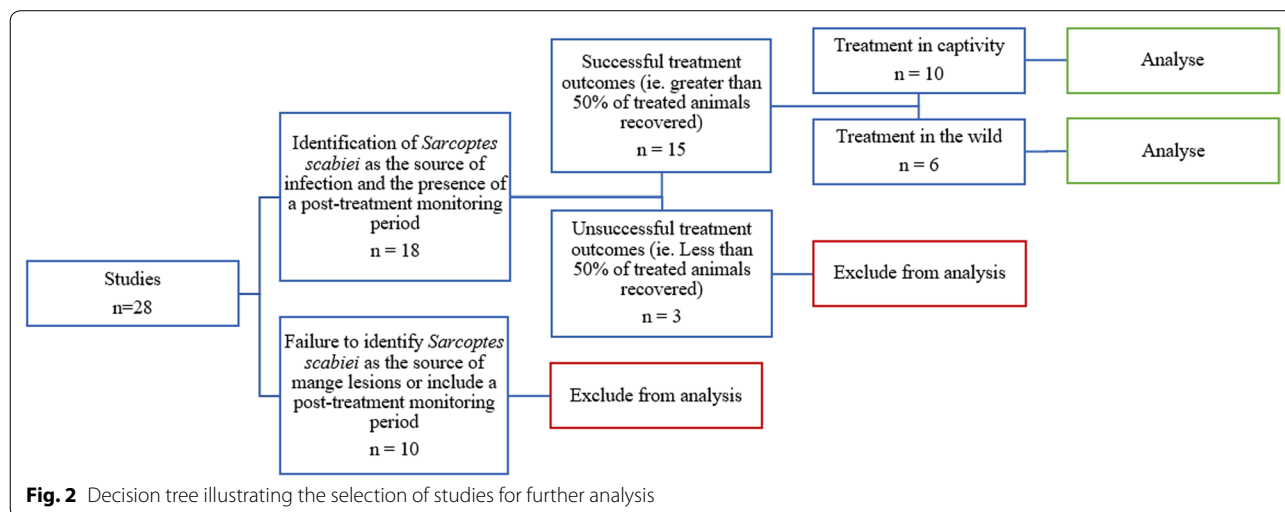 Studies
n=28
Identification of Sarcoptes
scabiei as the source of
infection and the presence of
a post-treatment monitoring
period
n = 18
Failure to identify Sarcoptes
scabiei as the source of
mange lesions or include a
post-treatment monitoring
period
n = 10
Successful treatment
outcomes (ie. greater than
50% of treated animals
recovered)
n = 15
Unsuccessful treatment
outcomes (ie. Less than
50% of treated animals
recovered)
n = 3
Exclude from analysis
Treatment in captivity
n = 10
Treatment in the wild
n = 6
Exclude from analysis
Analyse
Analyse
Fig. 2 Decision tree illustrating the selection of studies for further analysis